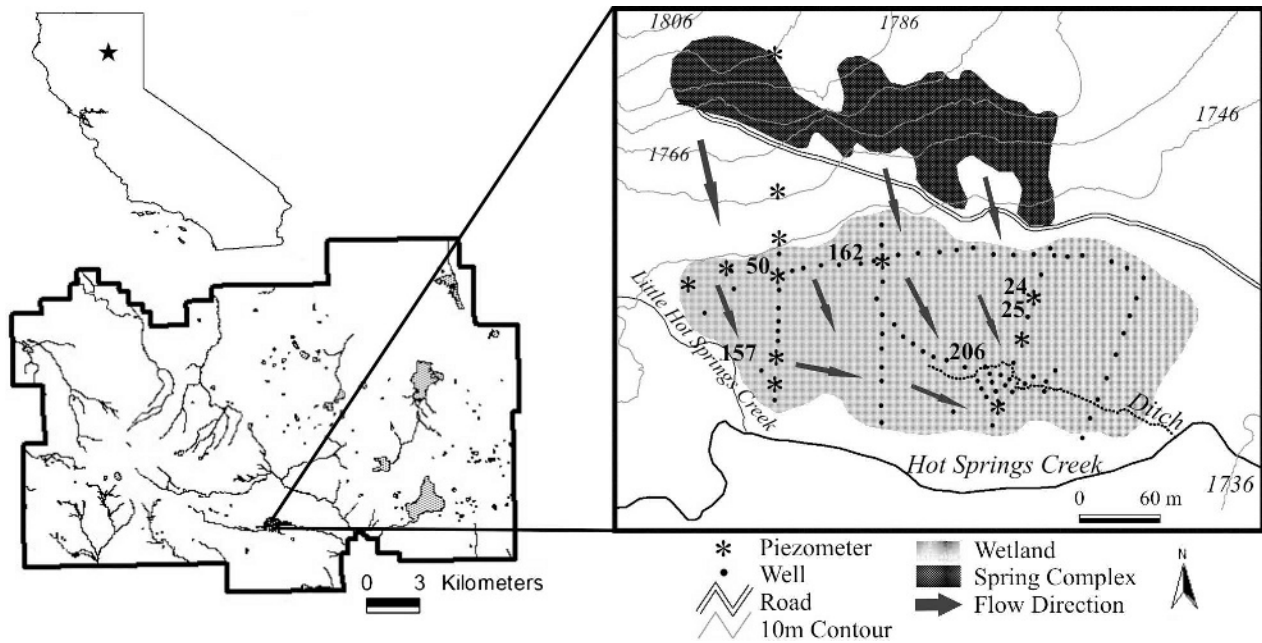 1806
1786
1746
1766
50
162
24
25
157
206
Little Hot Springs Creek
Ditch
Hot Springs Creek
1736
0 60 m
0 3 Kilometers
Piezometer
Well
Road
10m Contour
Wetland
Spring Complex
Flow Direction
N